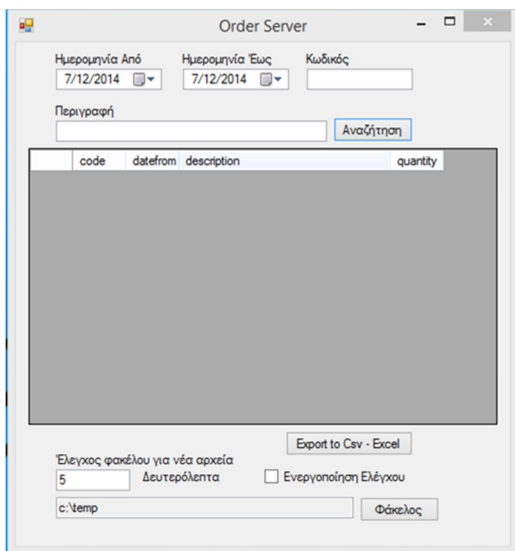 Order Server
Ημερομηνία Από Ημερομηνία Έως Κωδικός
7/12/2014 7/12/2014
Περιγραφή
Αναζήτηση
code datefrom description quantity
Export to Csv - Excel
Έλεγχος φακέλου για νέα αρχεία
5 Δευτερόλεπτα Ενεργοποίηση Ελέγχου
c:\temp Φάκελος